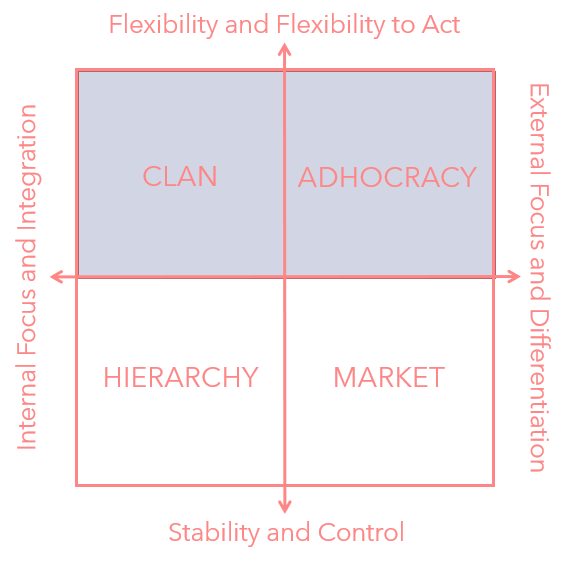 Flexibility and Flexibility to Act
Internal Focus and Integration
External Focus and Differentiation
CLAN
ADHOCRACY
HIERARCHY
MARKET
Stability and Control